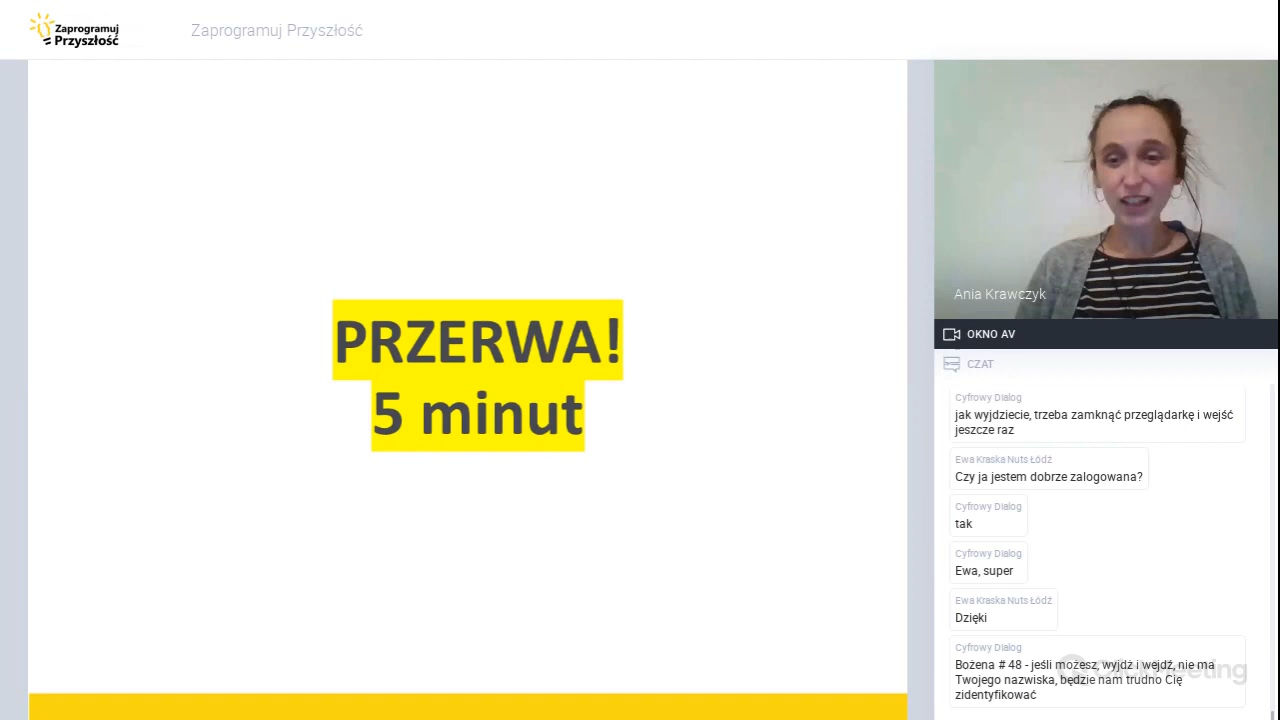 Zaprogramuj
Przyszłość
Zaprogramuj Przyszłość
PRZERWA!
5 minut
Ania Krawczyk
OKNO AV
CZAT
Cyfrowy Dialog
jak wyjdziecie, trzeba zamknąć przeglądarkę i wejść
jeszcze raz
Ewa Kraska Nuts Łódź
Czy ja jestem dobrze zalogowana?
Cyfrowy Dialog
tak
Cyfrowy Dialog
Ewa, super
Ewa Kraska Nuts Łódź
Dzięki
Cyfrowy Dialog
Bożena # 48 - jeśli możesz, wyjdź i wejdź, nie ma
Twojego nazwiska, będzie nam trudno Cię
zidentyfikować
ClickMeeting